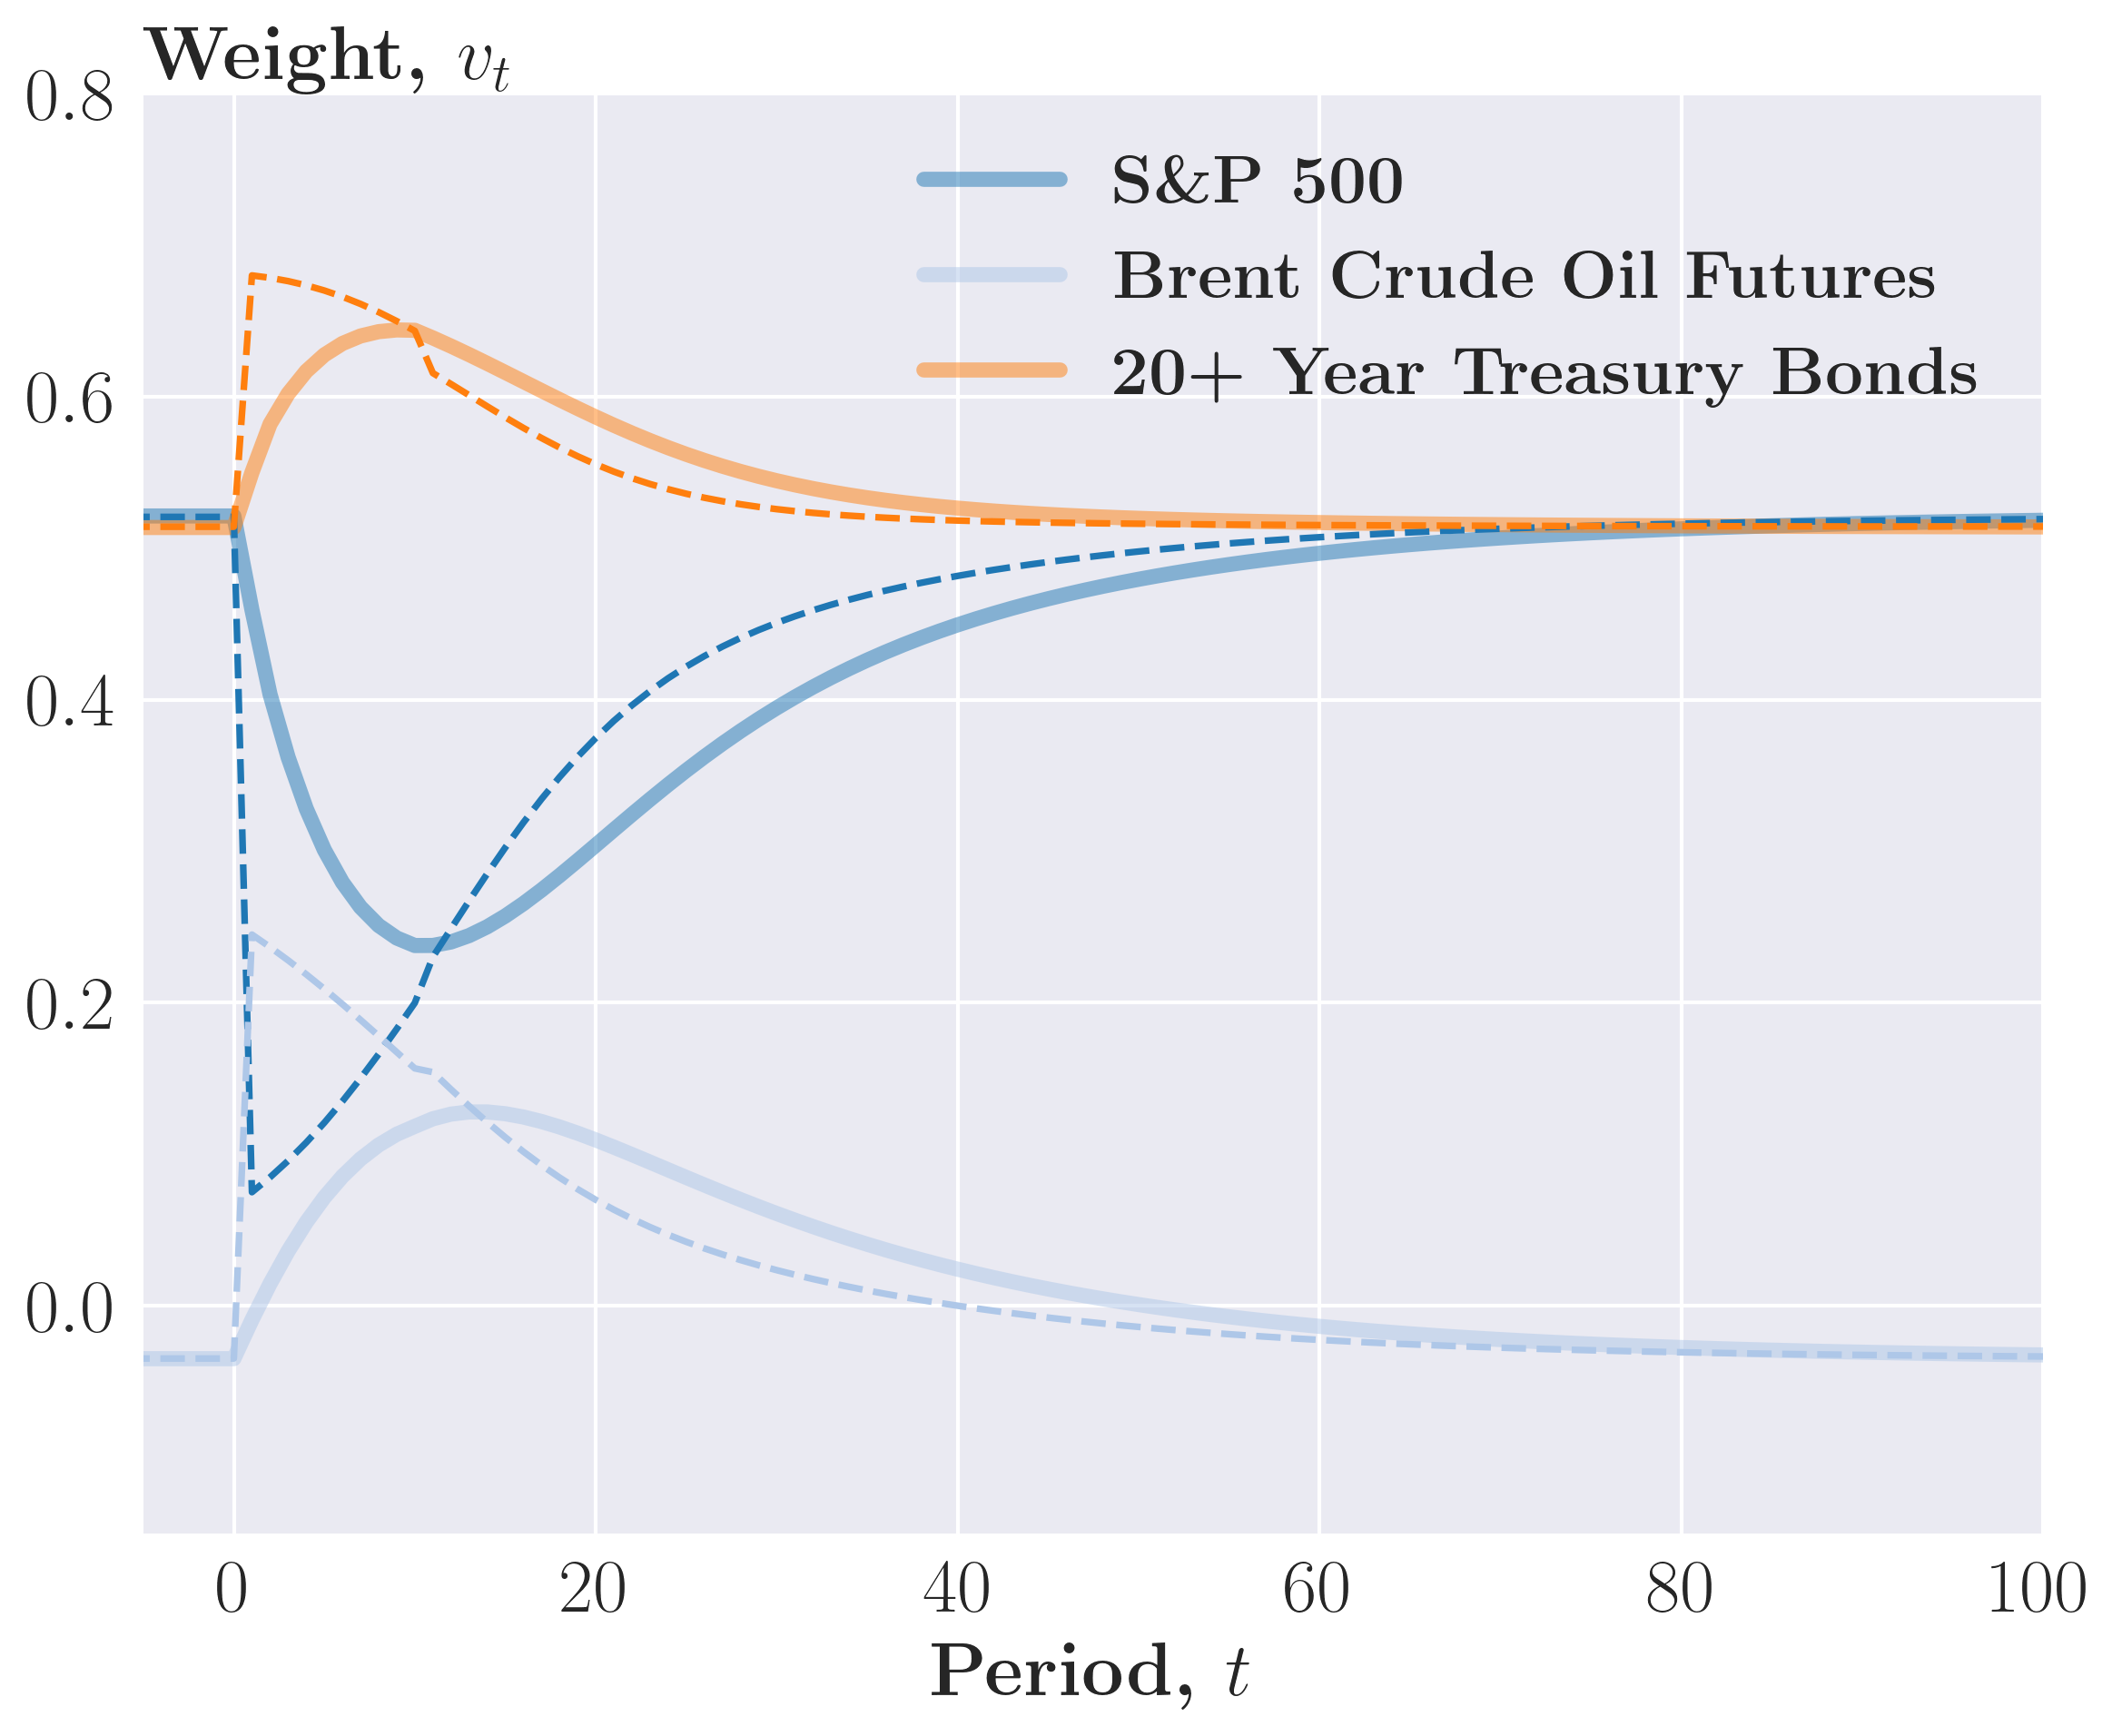 Weight, v_t
0.8
0.6
0.4
0.2
0.0
S&P 500
Brent Crude Oil Futures
20+ Year Treasury Bonds
0 20 40 60 80 100
Period, t